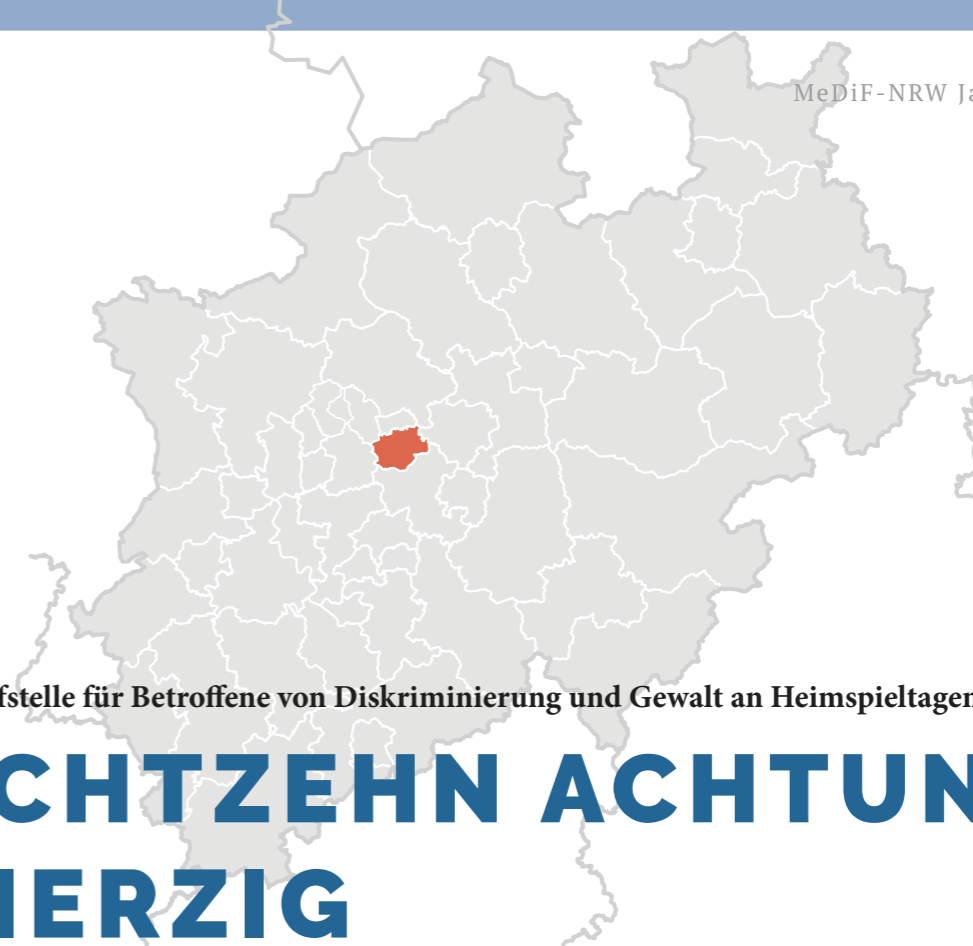 MeDiF-NRW Ja
fstelle für Betroffene von Diskriminierung und Gewalt an Heimspieltagen
CHTZEHN ACHTUN
IERZIG